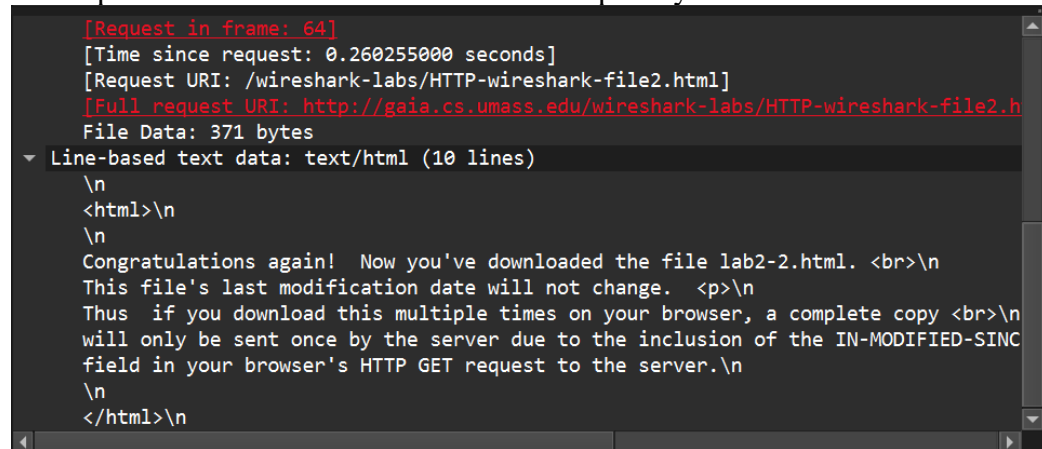 [Request in frame: 64]
[Time since request: 0.260255000 seconds]
[Request URI: /wireshark-labs/HTTP-wireshark-file2.html]
[Full request URI: http://gaia.cs.umass.edu/wireshark-labs/HTTP-wireshark-file2.h
File Data: 371 bytes
Line-based text data: text/html (10 lines)
\n
<html>\n
\n
Congratulations again!  Now you've downloaded the file lab2-2.html. <br>\n
This file's last modification date will not change.  <p>\n
Thus  if you download this multiple times on your browser, a complete copy <br>\n
will only be sent once by the server due to the inclusion of the IN-MODIFIED-SINC
field in your browser's HTTP GET request to the server.\n
\n
</html>\n